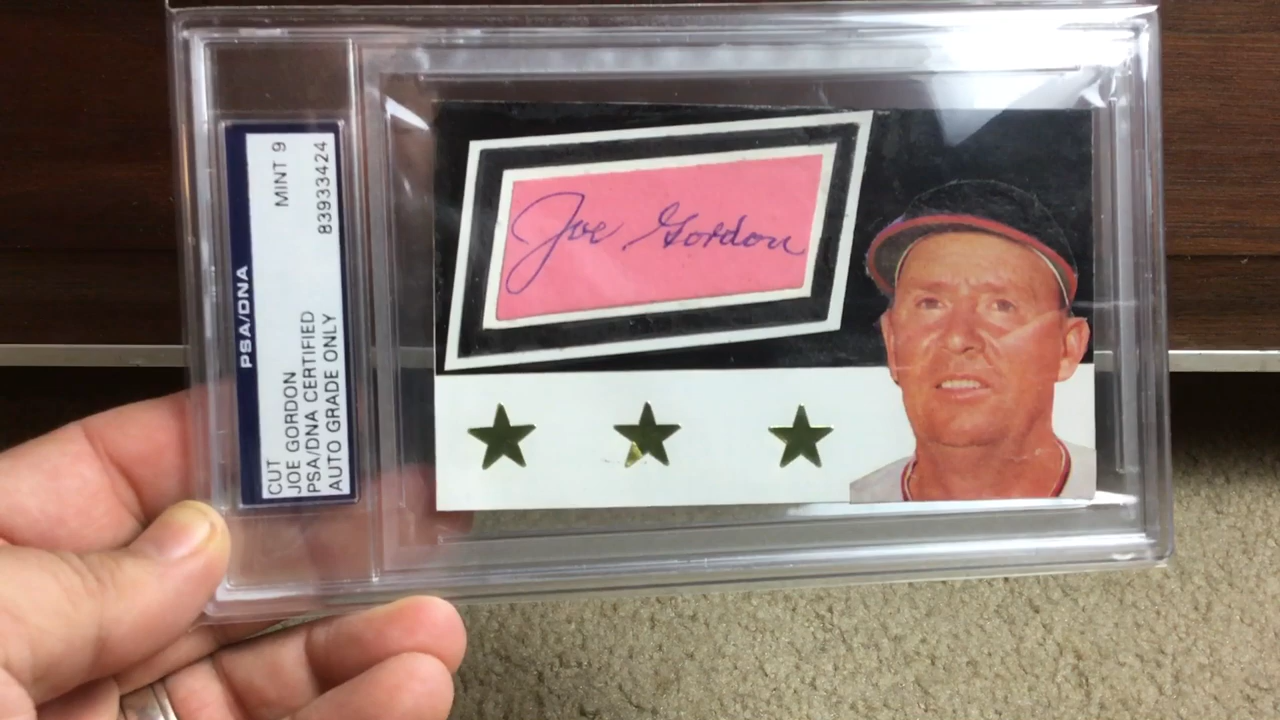 PSA/DNA
CUT
JOE GORDON
PSA/DNA CERTIFIED
AUTO GRADE ONLY
MINT 9
83933424
Joe Gordon